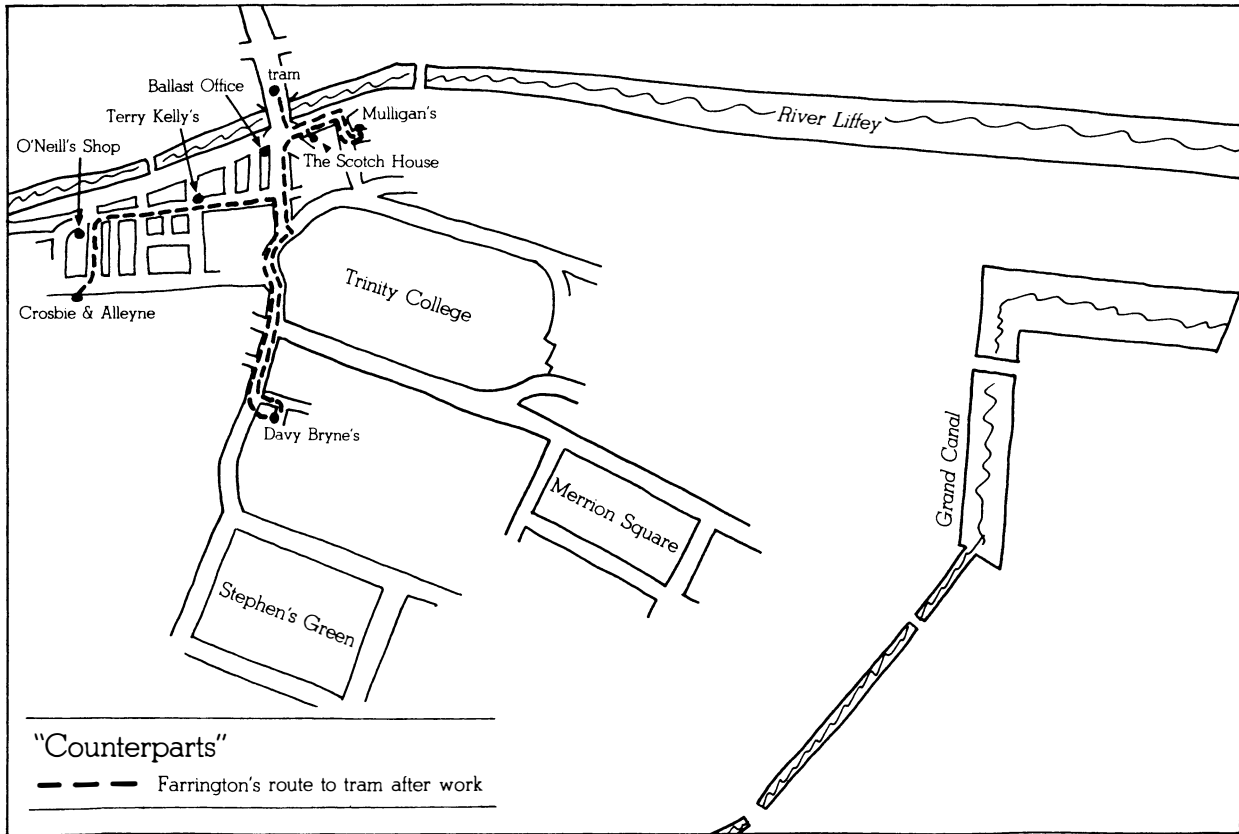 tram
Ballast Office
Terry Kelly's
Mulligan's
O'Neill's Shop
The Scotch House
River Liffey
Trinity College
Crosbie & Alleyne
Davy Bryne's
Grand Canal
Merrion Square
Stephen's Green
"Counterparts"
Farrington's route to tram after work